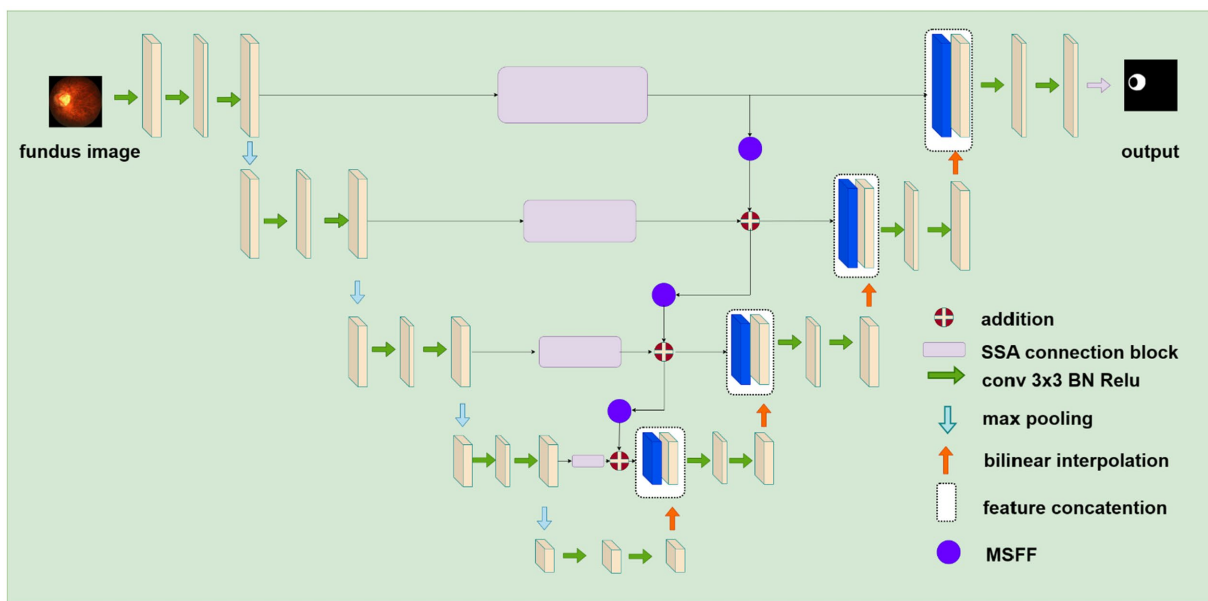 fundus image
output
addition
SSA connection block
conv 3x3 BN Relu
max pooling
bilinear interpolation
feature concatention
MSFF